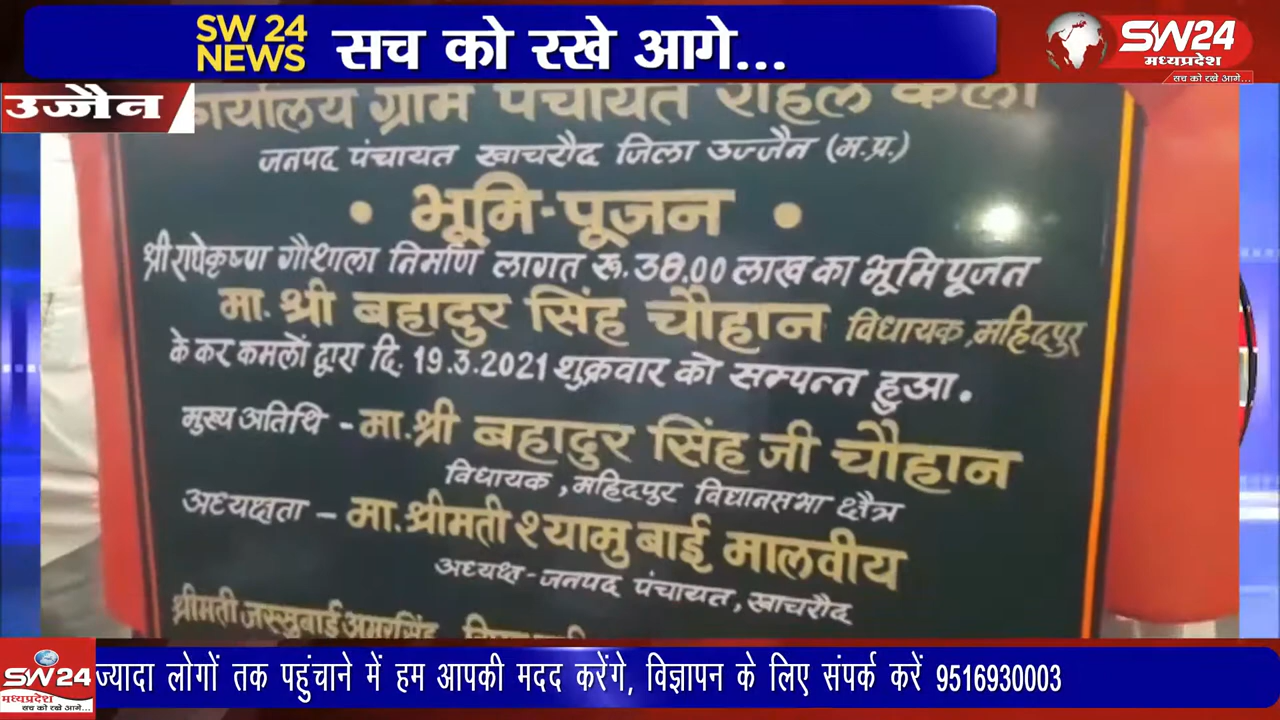 SW 24
NEWS
सच को रखे आगे...
SW24
मध्यप्रदेश
सच को रखे आगे...
उज्जैन
कार्यालय ग्राम पंचायत
जनपद पंचायत खाचरौद जिला उज्जैन (म.प्र.)
• भूमि-पूजन •
श्री राधेकृष्ण गौशाला निर्माण लागत रू. 38.00 लाख का भूमिपूजन
मा. श्री बहादुर सिंह चौहान विधायक, महिदपुर
के कर कमलों द्वारा दि. 19.3.2021 शुक्रवार को सम्पन्न हुआ.
मुख्य अतिथि - मा. श्री बहादुर सिंह जी चौहान
विधायक, महिदपुर विधानसभा क्षैत्र
अध्यक्षता - मा. श्रीमती श्यामु बाई मालवीय
अध्यक्ष - जनपद पंचायत, खाचरौद
श्रीमती जस्सुबाई अमरसिंह
SW24
मध्यप्रदेश
सच को रखे आगे...
ज्यादा लोगों तक पहुंचाने में हम आपकी मदद करेंगे, विज्ञापन के लिए संपर्क करें 9516930003